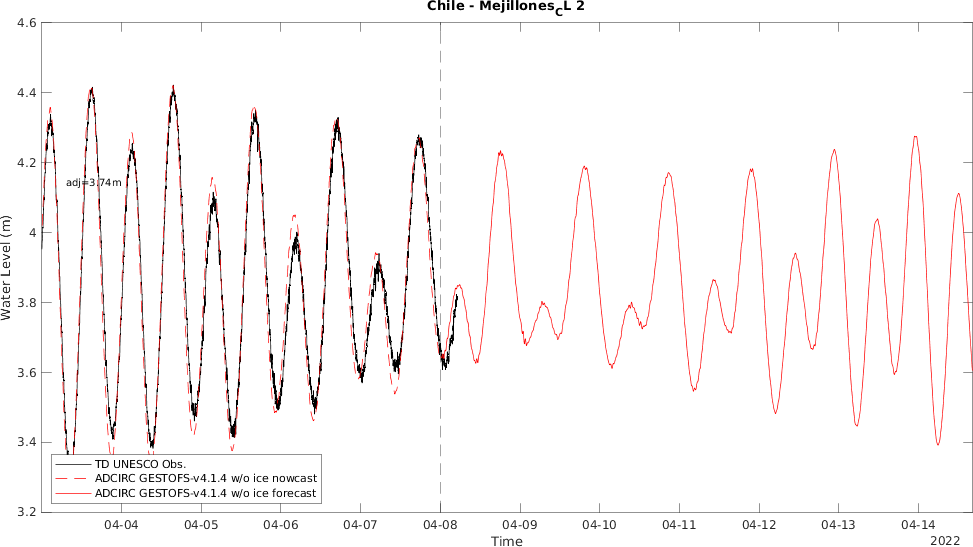 Chile - Mejillones_CL 2
4.6
4.4
4.2
4
3.8
3.6
3.4
3.2
Water Level (m)
adj=3.74m
TD UNESCO Obs.
ADCIRC GESTOFS-v4.1.4 w/o ice nowcast
ADCIRC GESTOFS-v4.1.4 w/o ice forecast
04-04 04-05 04-06 04-07 04-08 04-09 04-10 04-11 04-12 04-13 04-14
Time
2022